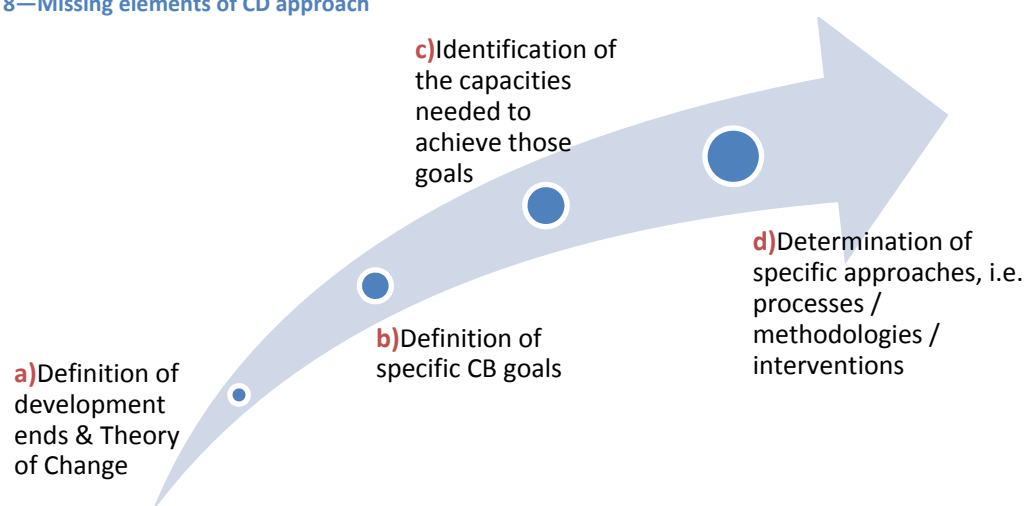 8—Missing elements of CD approach
c)Identification of
the capacities
needed to
achieve those
goals
d)Determination of
specific approaches, i.e.
processes /
methodologies /
interventions
b)Definition of
specific CB goals
a)Definition of
development
ends & Theory
of Change